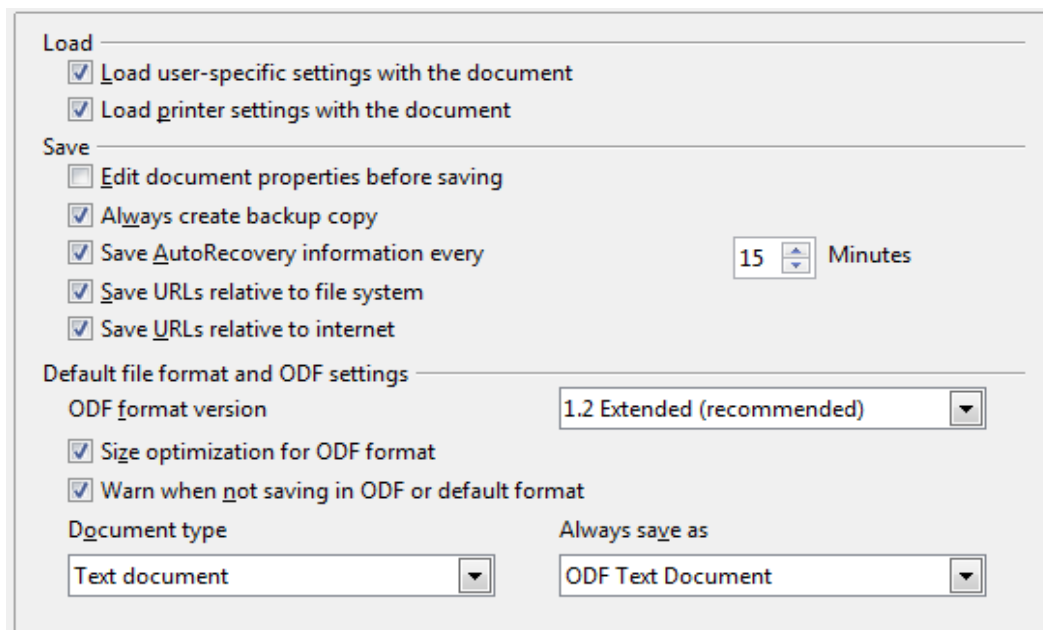 Load
Load user-specific settings with the document
Load printer settings with the document
Save
Edit document properties before saving
Always create backup copy
Save AutoRecovery information every 15 Minutes
Save URLs relative to file system
Save URLs relative to internet
Default file format and ODF settings
ODF format version 1.2 Extended (recommended)
Size optimization for ODF format
Warn when not saving in ODF or default format
Document type Always save as
Text document ODF Text Document